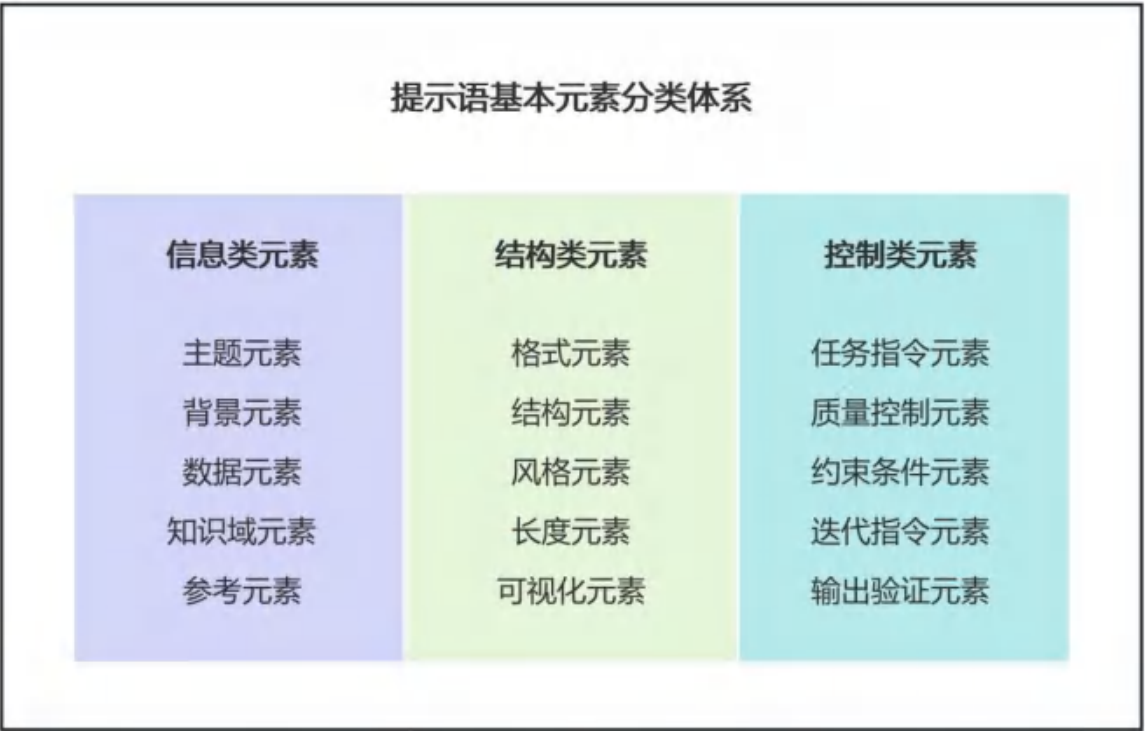 提示语基本元素分类体系
信息类元素
主题元素
背景元素
数据元素
知识域元素
参考元素
结构类元素
格式元素
结构元素
风格元素
长度元素
可视化元素
控制类元素
任务指令元素
质量控制元素
约束条件元素
迭代指令元素
输出验证元素